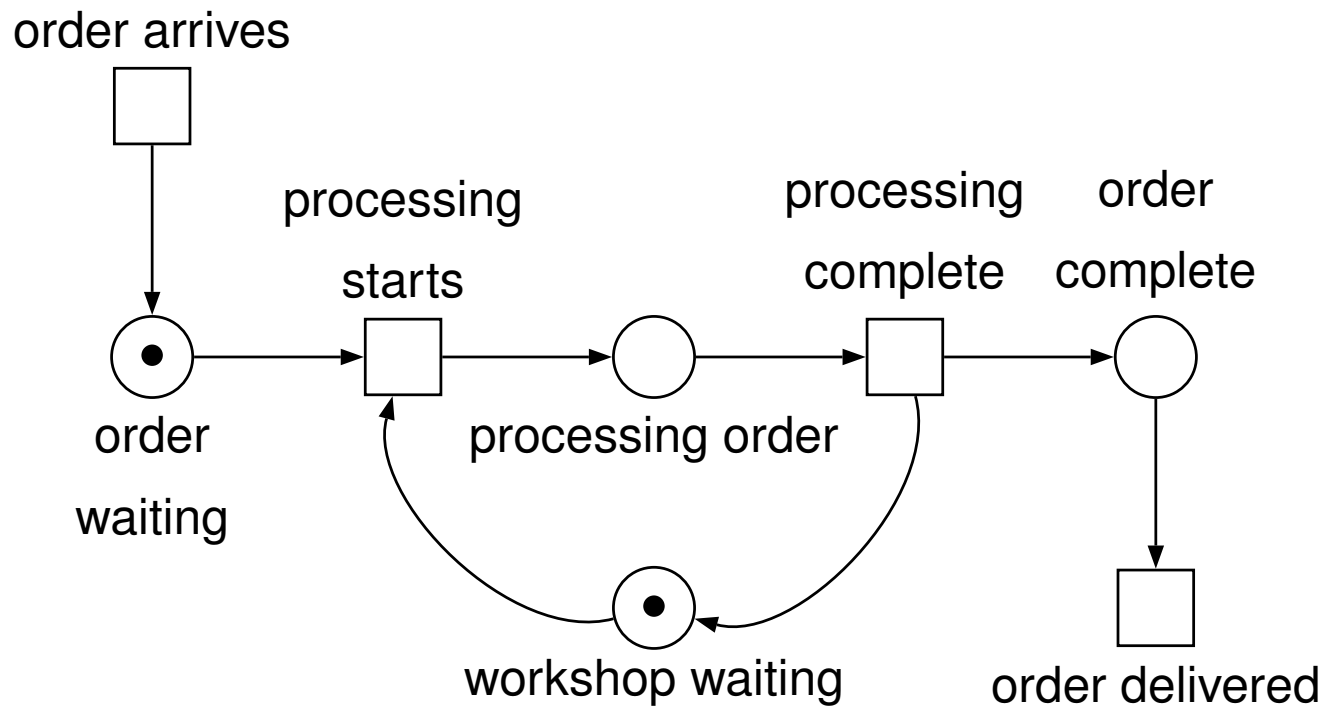 order arrives
processing
starts
processing
complete
order
complete
order
waiting
processing order
workshop waiting
order delivered